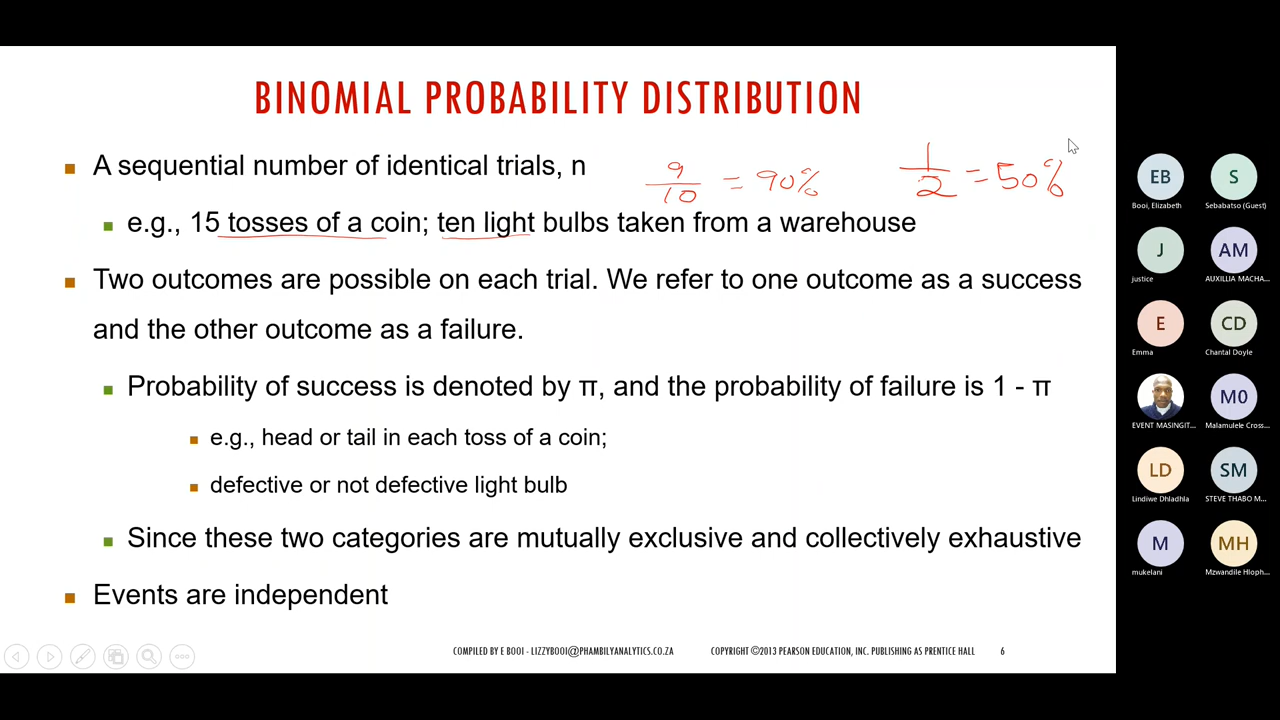 BINOMIAL PROBABILITY DISTRIBUTION
A sequential number of identical trials, n
9/10 = 90%
1/2 = 50%
e.g., 15 tosses of a coin; ten light bulbs taken from a warehouse
Two outcomes are possible on each trial. We refer to one outcome as a success
and the other outcome as a failure.
Probability of success is denoted by π, and the probability of failure is 1 - π
e.g., head or tail in each toss of a coin;
defective or not defective light bulb
Since these two categories are mutually exclusive and collectively exhaustive
Events are independent
COMPILED BY E BOOI - LIZZYBOOI@PHAMBILYANALYTICS.CO.ZA COPYRIGHT ©2013 PEARSON EDUCATION, INC. PUBLISHING AS PRENTICE HALL 6
EB S
Booi, Elizabeth Sebabatso (Guest)
J AM
justice AUXILLIA MACHA...
E CD
Emma Chantal Doyle
M0
EVENT MASINGIT... Malamulele Cross...
LD SM
Lindiwe Dhladhla STEVE THABO M...
M MH
mukelani Mzwandile Hloph...